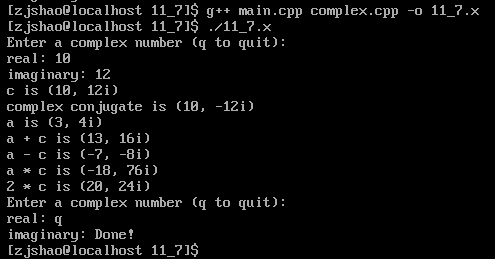 [zjshao@localhost 11_7]$ g++ main.cpp complex.cpp -o 11_7.x
[zjshao@localhost 11_7]$ ./11_7.x
Enter a complex number (q to quit):
real: 10
imaginary: 12
c is (10, 12i)
complex conjugate is (10, -12i)
a is (3, 4i)
a + c is (13, 16i)
a - c is (-7, -8i)
a * c is (-18, 76i)
2 * c is (20, 24i)
Enter a complex number (q to quit):
real: q
imaginary: Done!
[zjshao@localhost 11_7]$